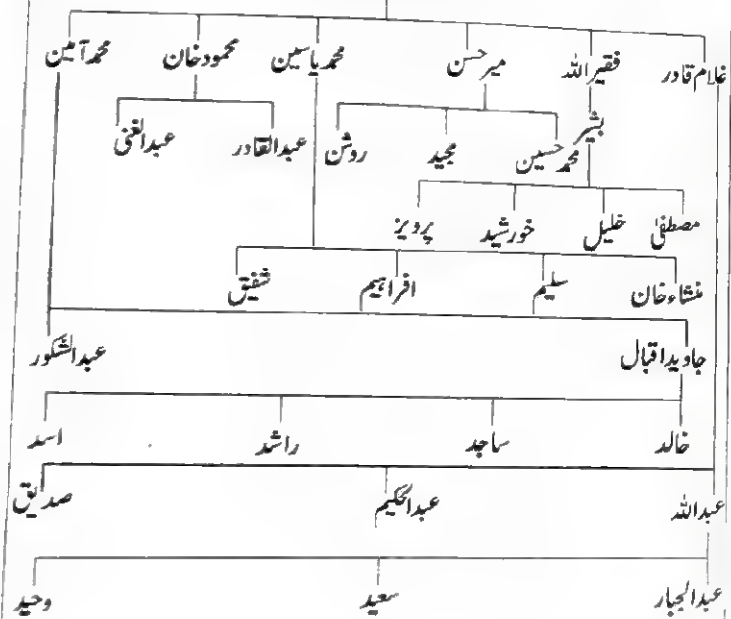 غلام قادر فقیر اللہ میر حسن محمد یاسین محمود خان محمد آمین
بشیر
محمد حسین مجید روشن عبدالقادر عبدالغنی
مصطفیٰ خلیل خورشید پرویز
منشاء خان سلیم افراہیم شفیق
جاوید اقبال عبدالشکور
خالد ساجد راشد اسد
عبداللہ عبدالحکیم صدیق
عبدالجبار سعید وحید